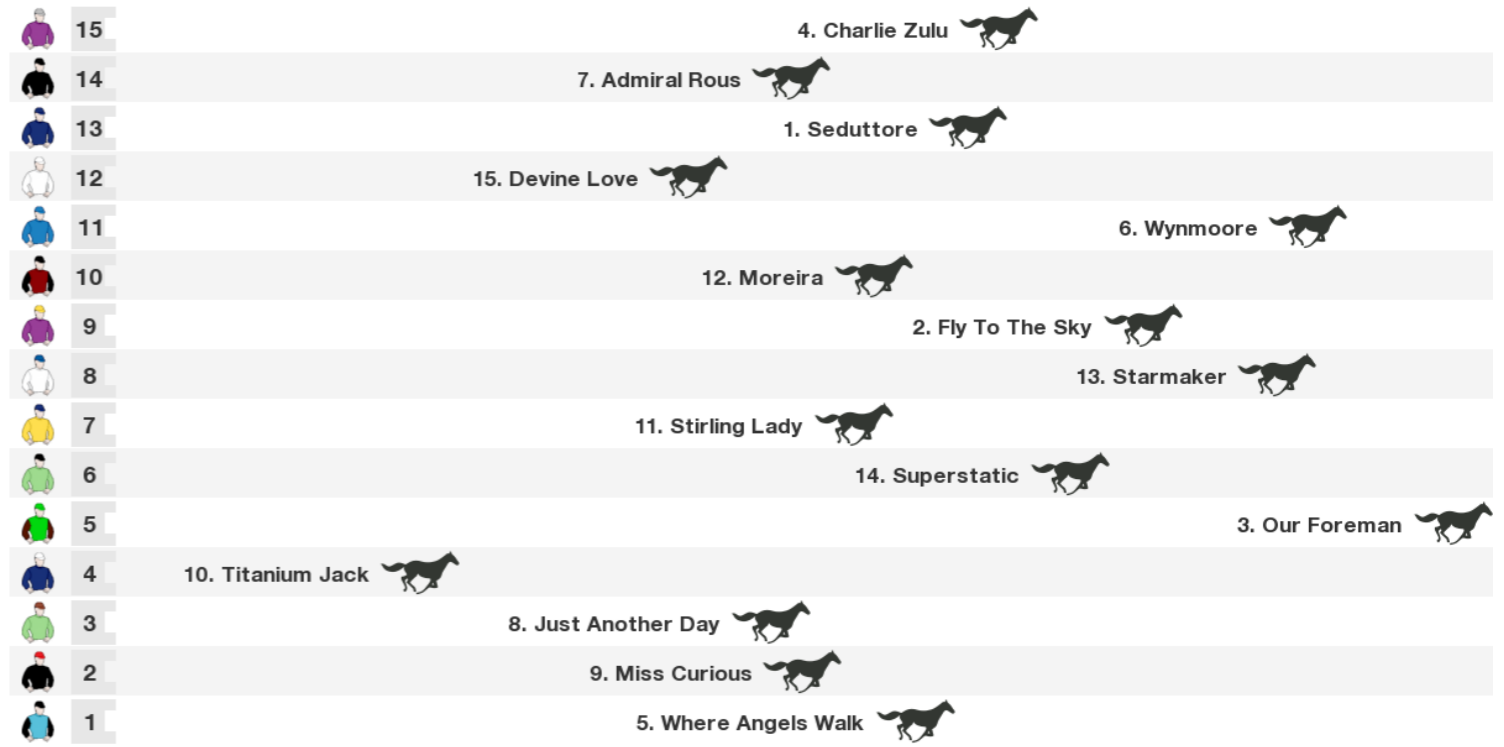 15 4. Charlie Zulu
14 7. Admiral Rous
13 1. Seduttore
12 15. Devine Love
11 6. Wynmoore
10 12. Moreira
9 2. Fly To The Sky
8 13. Starmaker
7 11. Stirling Lady
6 14. Superstatic
5 3. Our Foreman
4 10. Titanium Jack
3 8. Just Another Day
2 9. Miss Curious
1 5. Where Angels Walk